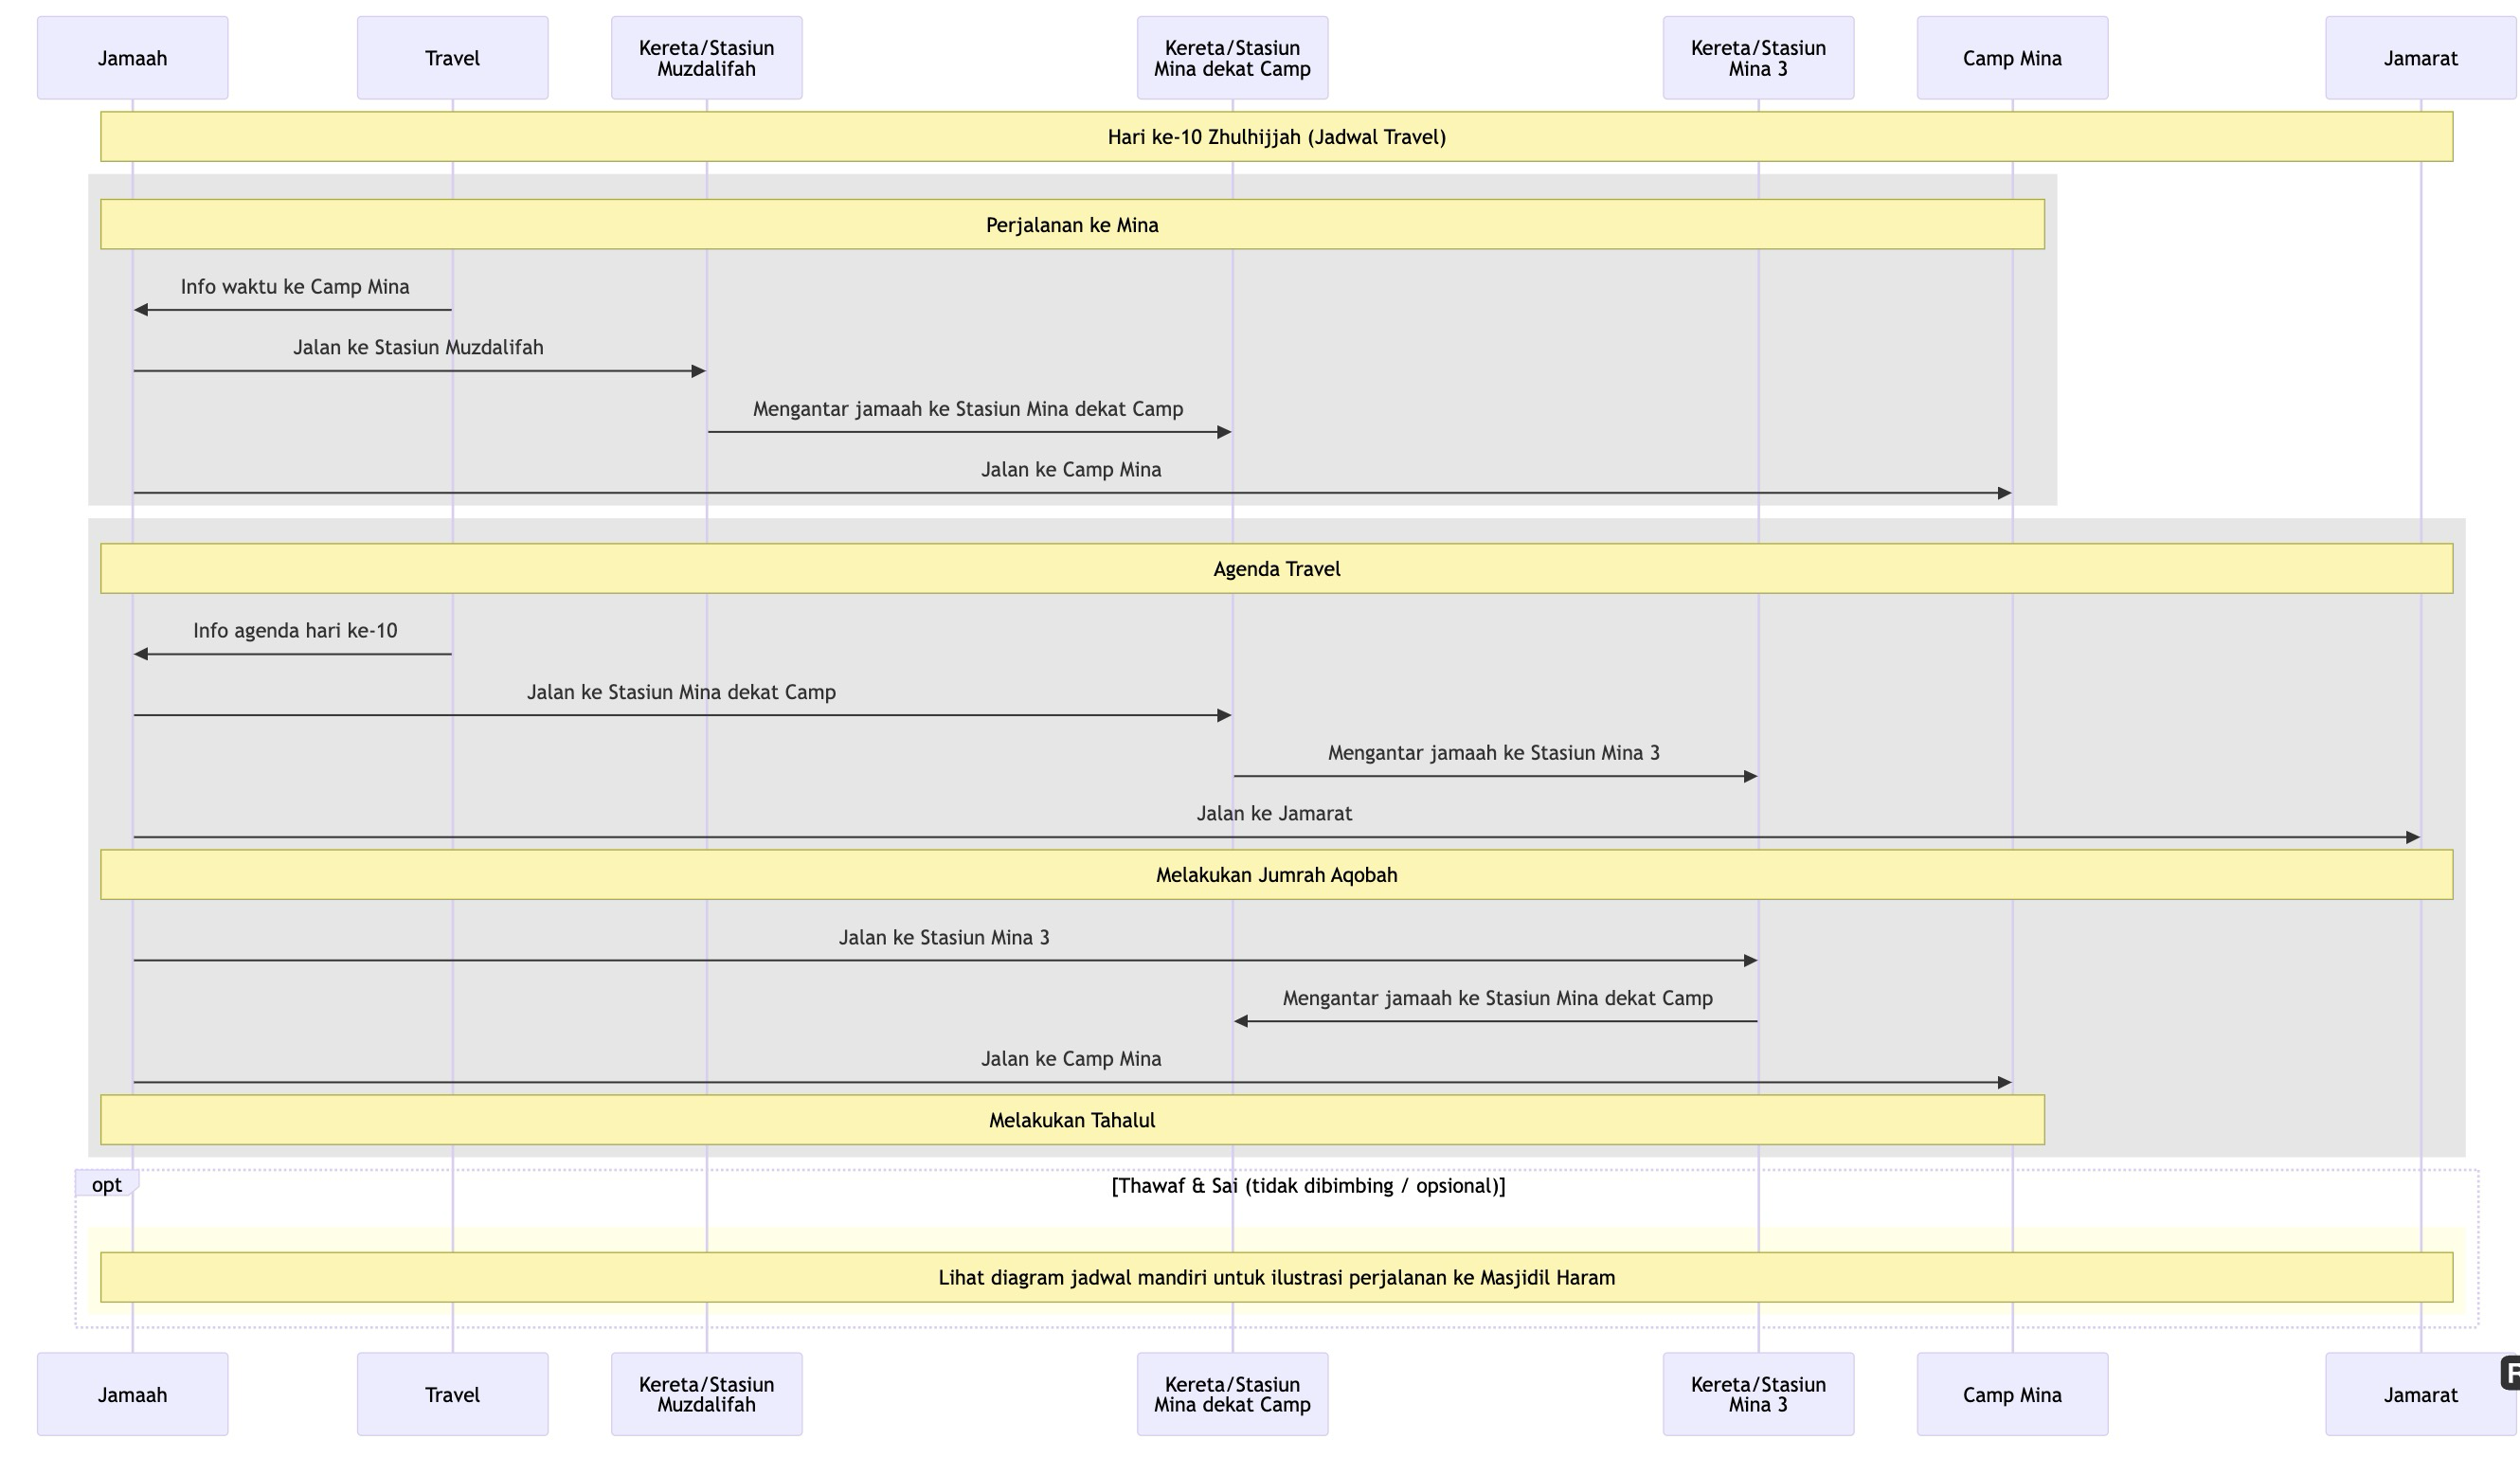 Jamaah
Travel
Kereta/Stasiun
Muzdalifah
Kereta/Stasiun
Mina dekat Camp
Kereta/Stasiun
Mina 3
Camp Mina
Jamarat
Hari ke-10 Zhulhijjah (Jadwal Travel)
Perjalanan ke Mina
Info waktu ke Camp Mina
Jalan ke Stasiun Muzdalifah
Mengantar jamaah ke Stasiun Mina dekat Camp
Jalan ke Camp Mina
Agenda Travel
Info agenda hari ke-10
Jalan ke Stasiun Mina dekat Camp
Mengantar jamaah ke Stasiun Mina 3
Jalan ke Jamarat
Melakukan Jumrah Aqobah
Jalan ke Stasiun Mina 3
Mengantar jamaah ke Stasiun Mina dekat Camp
Jalan ke Camp Mina
Melakukan Tahalul
opt
[Thawaf & Sai (tidak dibimbing / opsional)]
Lihat diagram jadwal mandiri untuk ilustrasi perjalanan ke Masjidil Haram
Jamaah
Travel
Kereta/Stasiun
Muzdalifah
Kereta/Stasiun
Mina dekat Camp
Kereta/Stasiun
Mina 3
Camp Mina
Jamarat